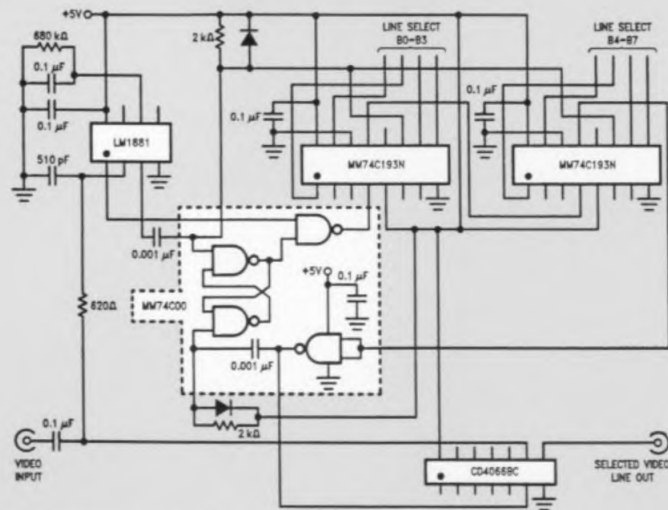 +5V
680 kΩ
0.1 µF
0.1 µF
510 pF
LM1881
2 kΩ
LINE SELECT
B0-B3
LINE SELECT
B4-B7
0.1 µF
0.1 µF
MM74C193N
MM74C193N
0.001 µF
620Ω
MM74C00
+5V
0.1 µF
0.001 µF
2 kΩ
0.1 µF
VIDEO
INPUT
CD4066BC
SELECTED VIDEO
LINE OUT